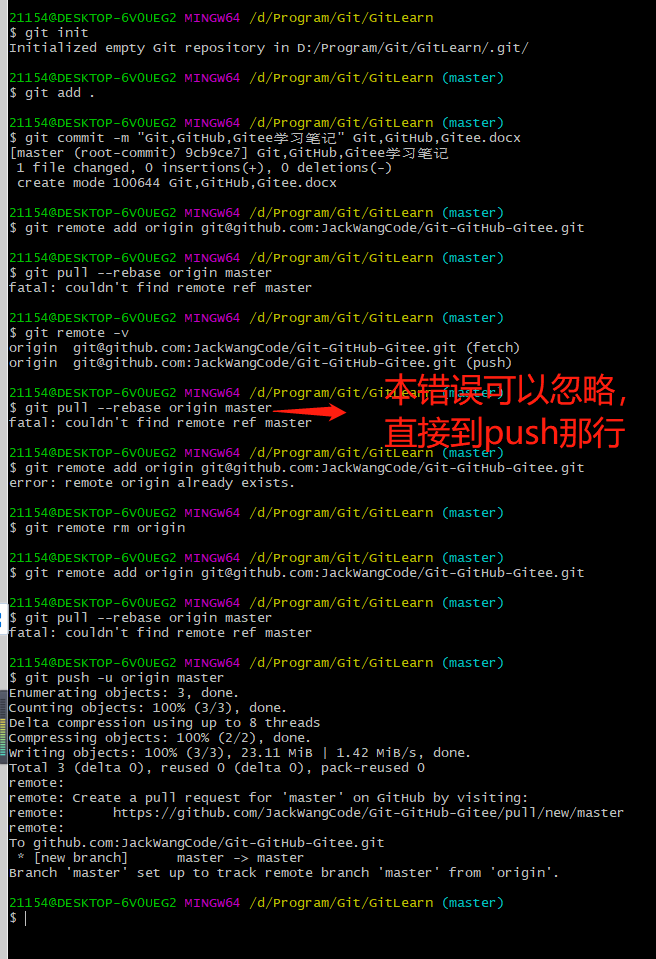 21154@DESKTOP-6V0UEG2 MINGW64 /d/Program/Git/GitLearn
$ git init
Initialized empty Git repository in D:/Program/Git/GitLearn/.git/
21154@DESKTOP-6V0UEG2 MINGW64 /d/Program/Git/GitLearn (master)
$ git add .
21154@DESKTOP-6V0UEG2 MINGW64 /d/Program/Git/GitLearn (master)
$ git commit -m "Git,GitHub,Gitee学习笔记" Git,GitHub,Gitee.docx
[master (root-commit) 9cb9ce7] Git,GitHub,Gitee学习笔记
1 file changed, 0 insertions(+), 0 deletions(-)
create mode 100644 Git,GitHub,Gitee.docx
21154@DESKTOP-6V0UEG2 MINGW64 /d/Program/Git/GitLearn (master)
$ git remote add origin git@github.com:JackWangCode/Git-GitHub-Gitee.git
21154@DESKTOP-6V0UEG2 MINGW64 /d/Program/Git/GitLearn (master)
$ git pull --rebase origin master
fatal: couldn't find remote ref master
21154@DESKTOP-6V0UEG2 MINGW64 /d/Program/Git/GitLearn (master)
$ git remote -v
origin  git@github.com:JackWangCode/Git-GitHub-Gitee.git (fetch)
origin  git@github.com:JackWangCode/Git-GitHub-Gitee.git (push)
21154@DESKTOP-6V0UEG2 MINGW64 /d/Program/Git/GitLearn (master)
$ git pull --rebase origin master
fatal: couldn't find remote ref master
本错误可以忽略，
直接到push那行
21154@DESKTOP-6V0UEG2 MINGW64 /d/Program/Git/GitLearn (master)
$ git remote add origin git@github.com:JackWangCode/Git-GitHub-Gitee.git
error: remote origin already exists.
21154@DESKTOP-6V0UEG2 MINGW64 /d/Program/Git/GitLearn (master)
$ git remote rm origin
21154@DESKTOP-6V0UEG2 MINGW64 /d/Program/Git/GitLearn (master)
$ git remote add origin git@github.com:JackWangCode/Git-GitHub-Gitee.git
21154@DESKTOP-6V0UEG2 MINGW64 /d/Program/Git/GitLearn (master)
$ git pull --rebase origin master
fatal: couldn't find remote ref master
21154@DESKTOP-6V0UEG2 MINGW64 /d/Program/Git/GitLearn (master)
$ git push -u origin master
Enumerating objects: 3, done.
Counting objects: 100% (3/3), done.
Delta compression using up to 8 threads
Compressing objects: 100% (2/2), done.
Writing objects: 100% (3/3), 23.11 MiB | 1.42 MiB/s, done.
Total 3 (delta 0), reused 0 (delta 0), pack-reused 0
remote:
remote: Create a pull request for 'master' on GitHub by visiting:
remote:      https://github.com/JackWangCode/Git-GitHub-Gitee/pull/new/master
remote:
To github.com:JackWangCode/Git-GitHub-Gitee.git
* [new branch]      master -> master
Branch 'master' set up to track remote branch 'master' from 'origin'.
21154@DESKTOP-6V0UEG2 MINGW64 /d/Program/Git/GitLearn (master)
$